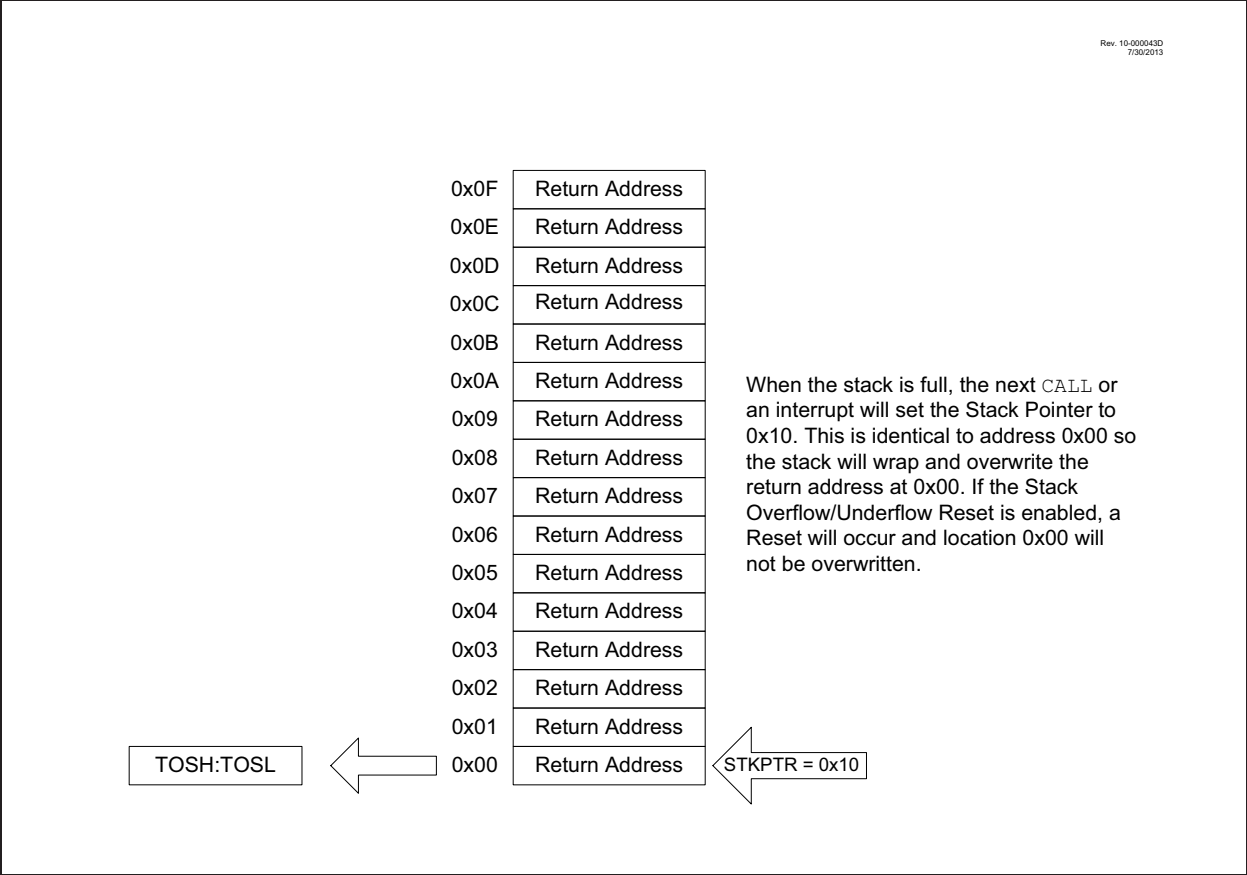 Rev. 10-000043D
7/30/2013
0x0F Return Address
0x0E Return Address
0x0D Return Address
0x0C Return Address
0x0B Return Address
0x0A Return Address
0x09 Return Address
0x08 Return Address
0x07 Return Address
0x06 Return Address
0x05 Return Address
0x04 Return Address
0x03 Return Address
0x02 Return Address
0x01 Return Address
TOSH:TOSL 0x00 Return Address STKPTR = 0x10
When the stack is full, the next CALL or
an interrupt will set the Stack Pointer to
0x10. This is identical to address 0x00 so
the stack will wrap and overwrite the
return address at 0x00. If the Stack
Overflow/Underflow Reset is enabled, a
Reset will occur and location 0x00 will
not be overwritten.